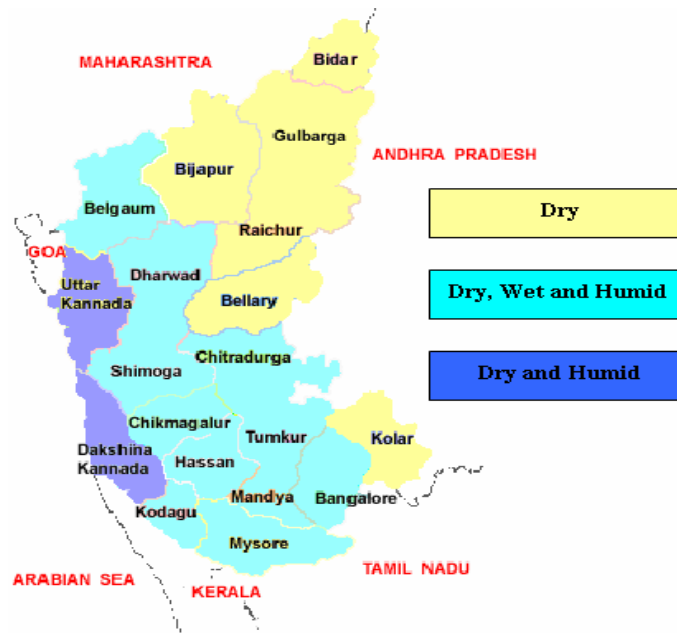 Bidar
MAHARASHTRA
Gulbarga
ANDHRA PRADESH
Bijapur
Belgaum
Dry
Raichur
GOA
Dharwad
Uttar
Kannada
Bellary
Dry, Wet and Humid
Chitradurga
Shimoga
Dry and Humid
Chikmagalur
Tumkur
Kolar
Dakshina
Kannada
Hassan
Mandya
Bangalore
Kodagu
Mysore
TAMIL NADU
ARABIAN SEA
KERALA